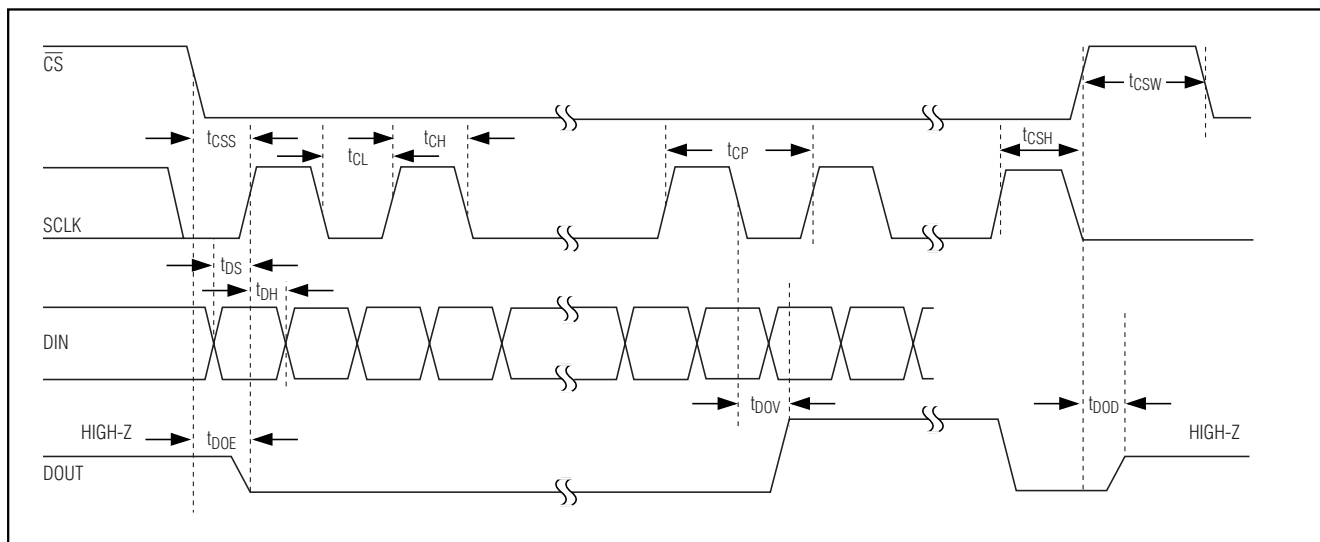 CS
tCSW
tCSS
tCH
tCSH
tCL
tCP
SCLK
tDS
tDH
DIN
tDOV
tDOD
HIGH-Z
tDOE
HIGH-Z
DOUT